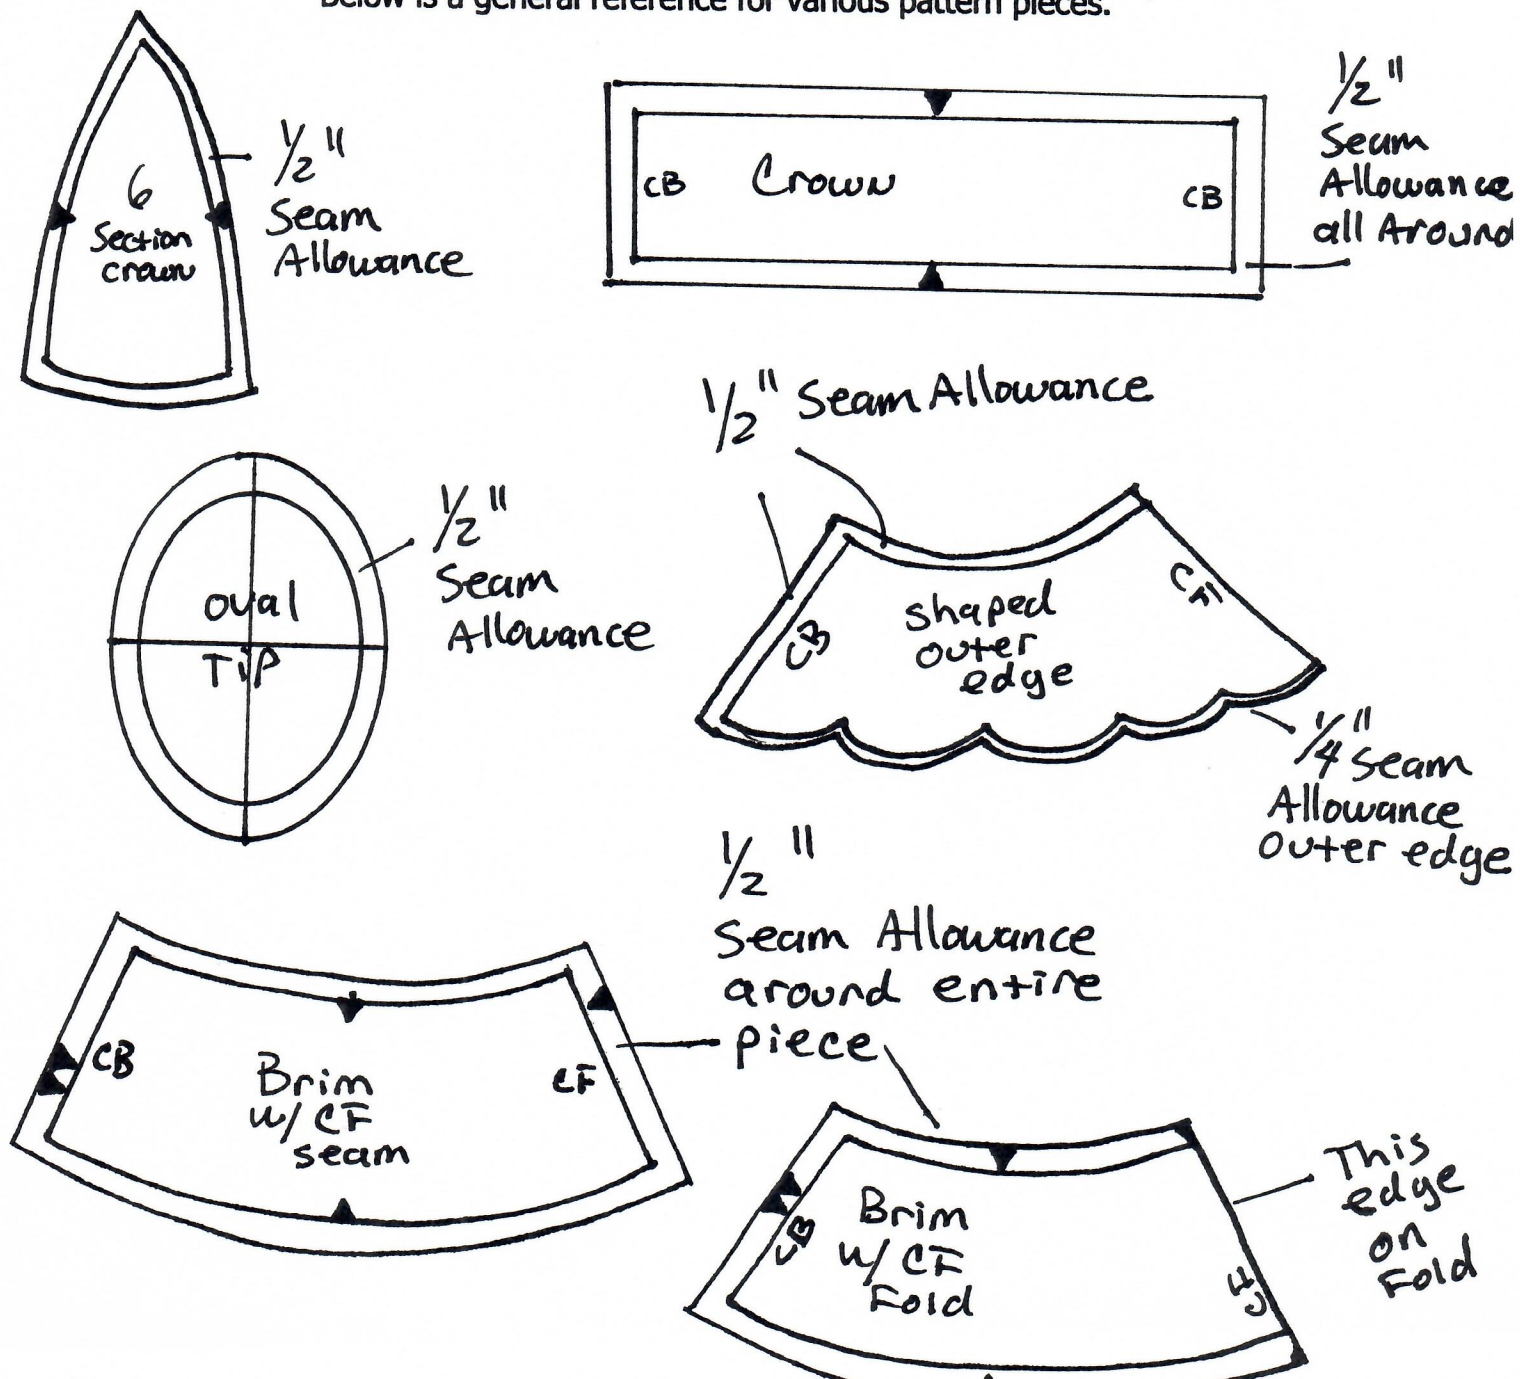 Below is a general reference for various pattern pieces.
6
Section
crown
1/2"
Seam
Allowance
CB
Crown
CB
1/2"
Seam
Allowance
all Around
1/2" Seam Allowance
oval
Tip
1/2"
Seam
Allowance
CB
shaped
outer
edge
CF
1/4" Seam
Allowance
Outer edge
1/2"
Seam Allowance
around entire
piece
CB
Brim
w/ CF
seam
CF
CB
Brim
w/ CF
Fold
CF
This
edge
on
Fold